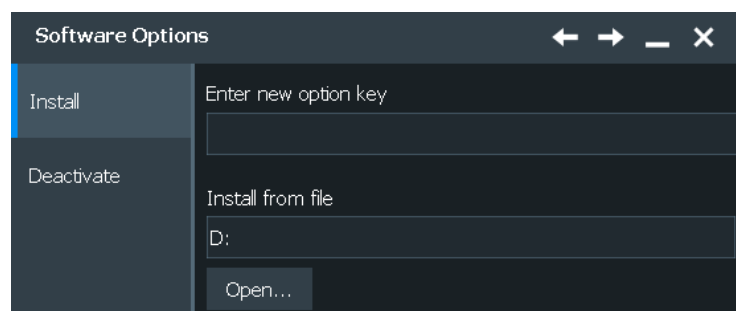 Software Options
Install
Enter new option key
Deactivate
Install from file
D:
Open...